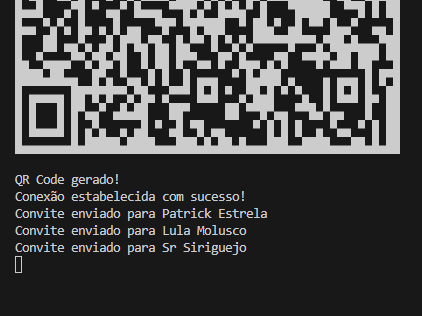 QR Code gerado!
Conexão estabelecida com sucesso!
Convite enviado para Patrick Estrela
Convite enviado para Lula Molusco
Convite enviado para Sr Siriguejo